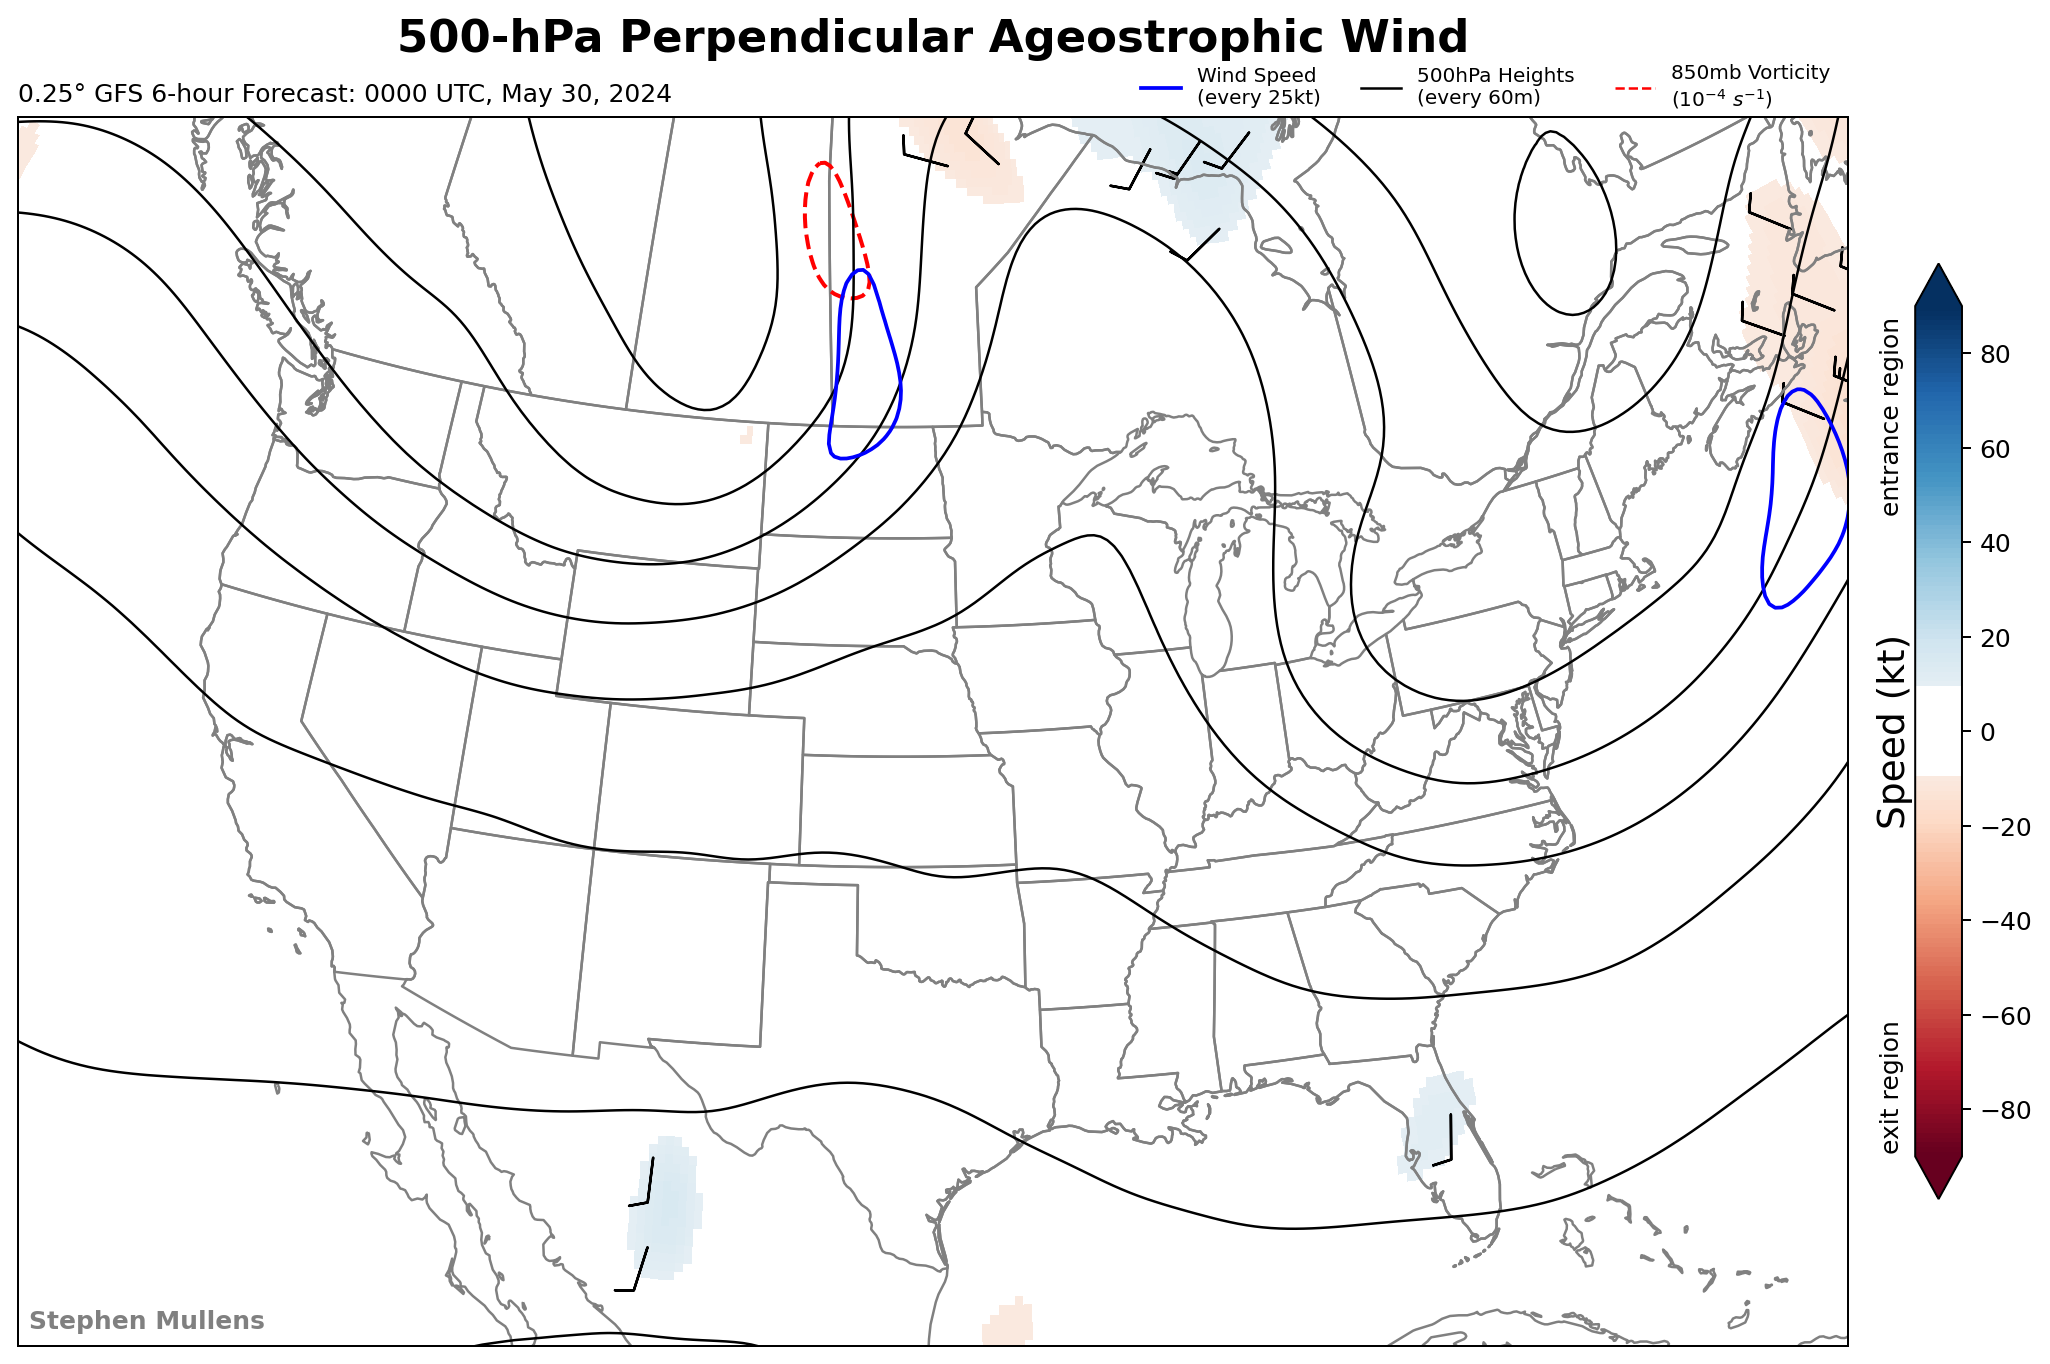 500-hPa Perpendicular Ageostrophic Wind
0.25° GFS 6-hour Forecast: 0000 UTC, May 30, 2024
Wind Speed
(every 25kt)
500hPa Heights
(every 60m)
850mb Vorticity
(10⁻⁴ s⁻¹)
entrance region
Speed (kt)
exit region
80
60
40
20
0
−20
−40
−60
−80
Stephen Mullens